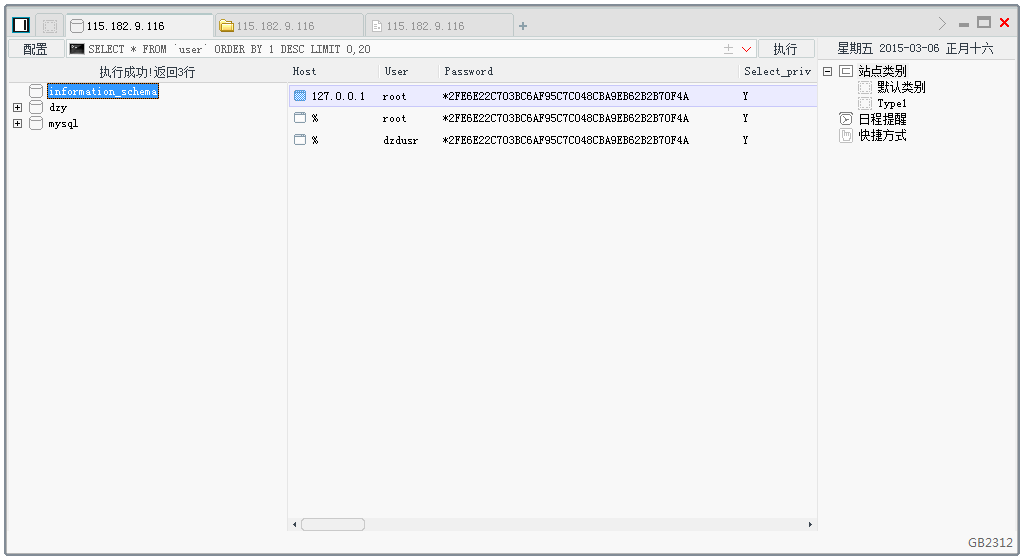 115.182.9.116 115.182.9.116 115.182.9.116
配置 SELECT * FROM `user` ORDER BY 1 DESC LIMIT 0,20 执行 星期五 2015-03-06 正月十六
执行成功!返回3行
information_schema
dzy
mysql
Host User Password Select_priv
127.0.0.1 root *2FE6E22C703BC6AF95C7C048CBA9EB62B2B70F4A Y
% root *2FE6E22C703BC6AF95C7C048CBA9EB62B2B70F4A Y
% dzdusr *2FE6E22C703BC6AF95C7C048CBA9EB62B2B70F4A Y
站点类别
默认类别
Type1
日程提醒
快捷方式
GB2312